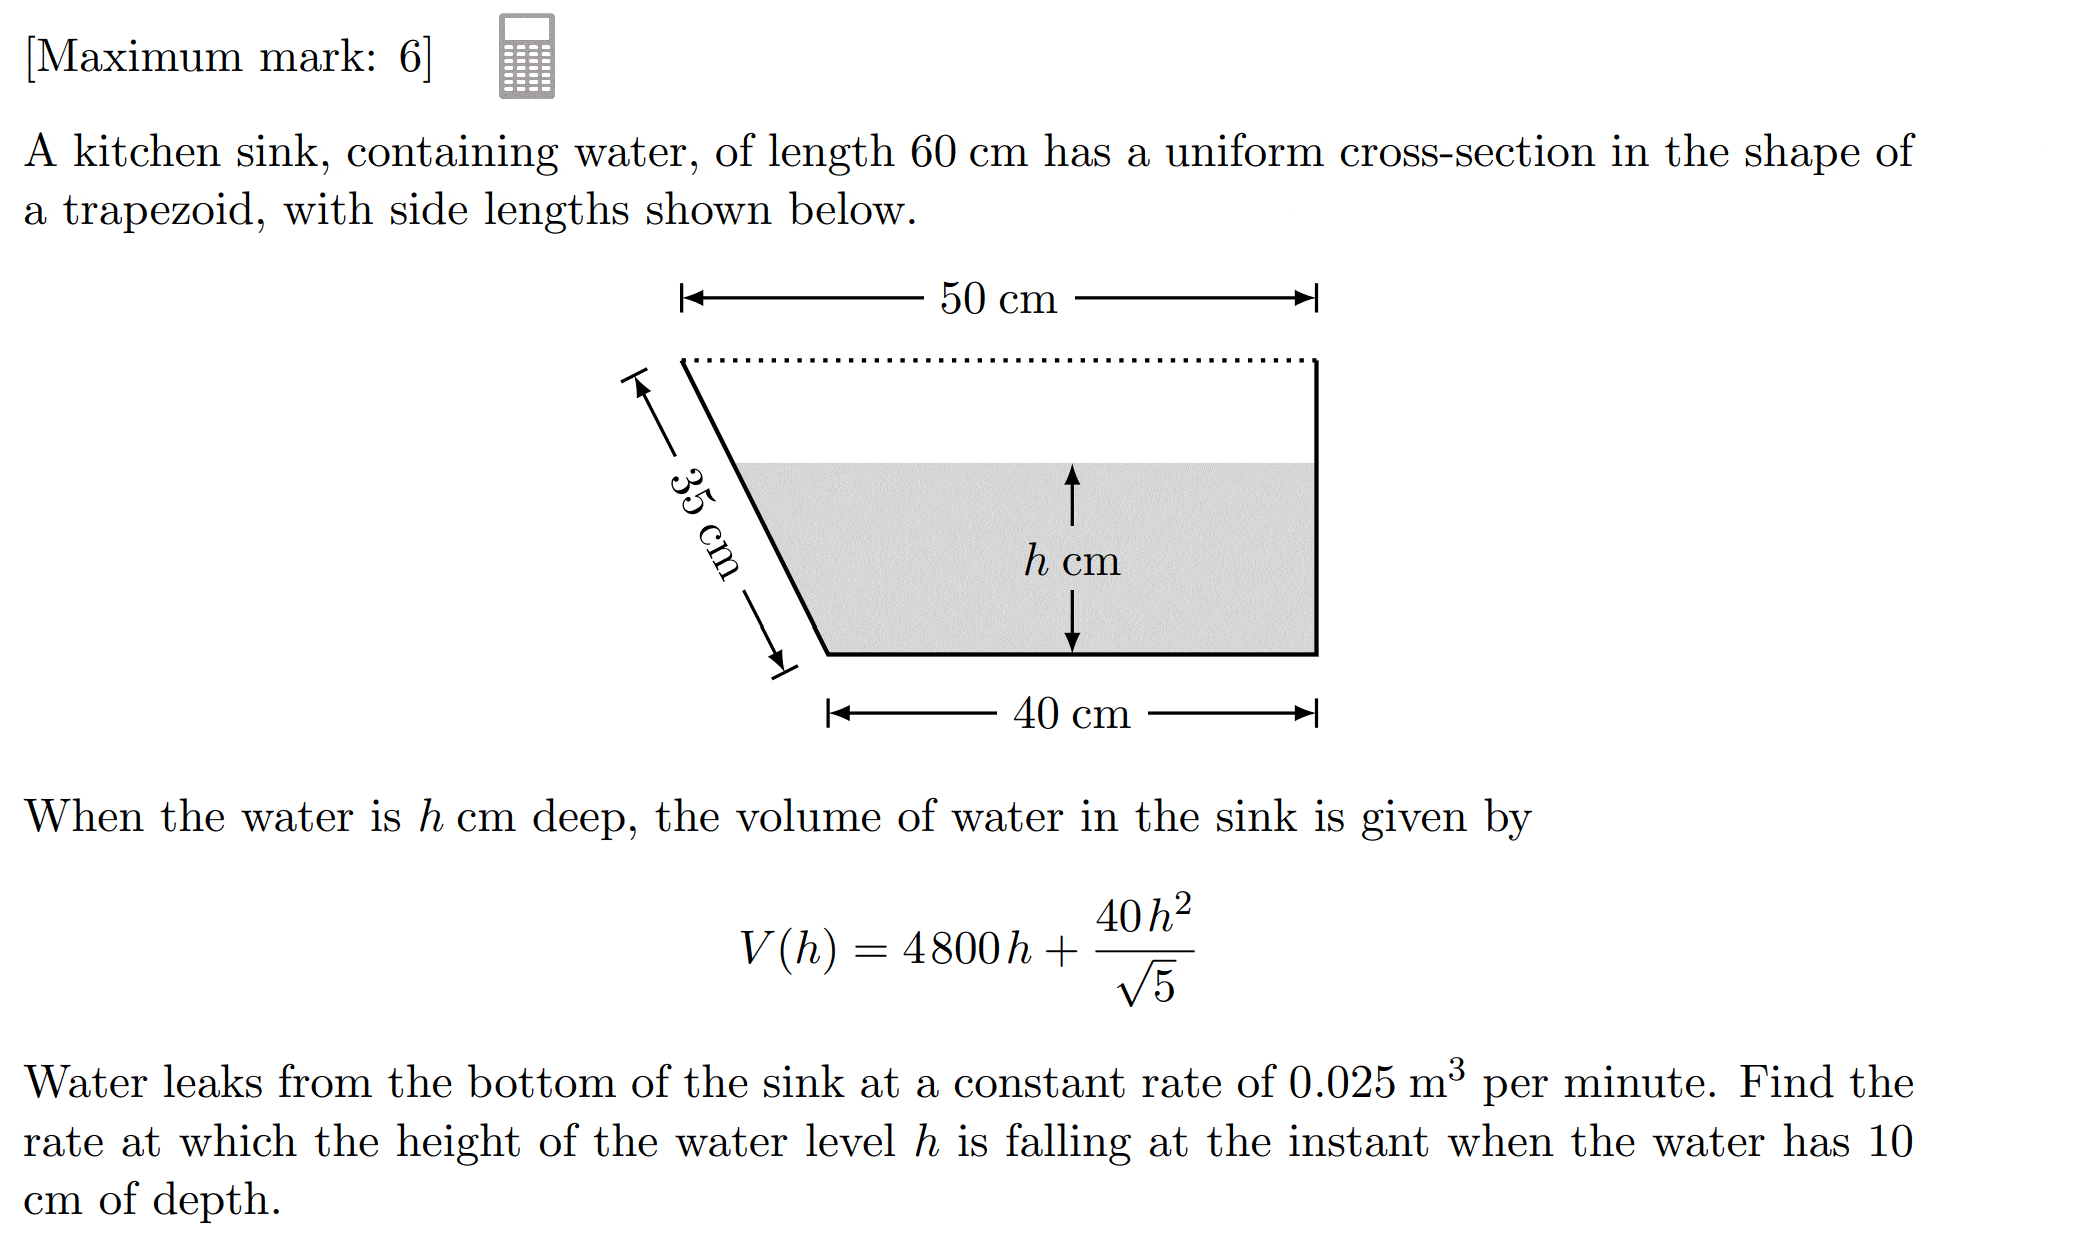 [Maximum mark: 6]
A kitchen sink, containing water, of length 60 cm has a uniform cross-section in the shape of
a trapezoid, with side lengths shown below.
50 cm
35 cm
h cm
40 cm
When the water is h cm deep, the volume of water in the sink is given by
V(h) = 4800h + \frac{40h^2}{\sqrt{5}}
Water leaks from the bottom of the sink at a constant rate of 0.025 m³ per minute. Find the
rate at which the height of the water level h is falling at the instant when the water has 10
cm of depth.